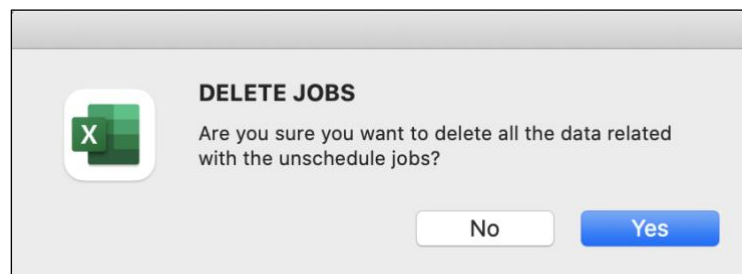 X
DELETE JOBS
Are you sure you want to delete all the data related
with the unschedule jobs?
No
Yes